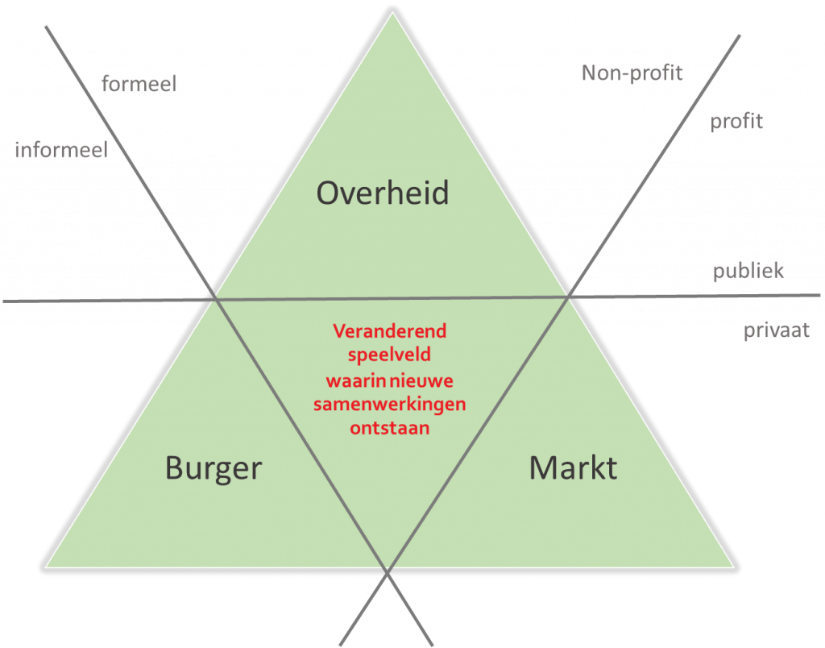 formeel
Non-profit
profit
informeel
Overheid
publiek
privaat
Veranderend
speelveld
waarin nieuwe
samenwerkingen
ontstaan
Burger
Markt